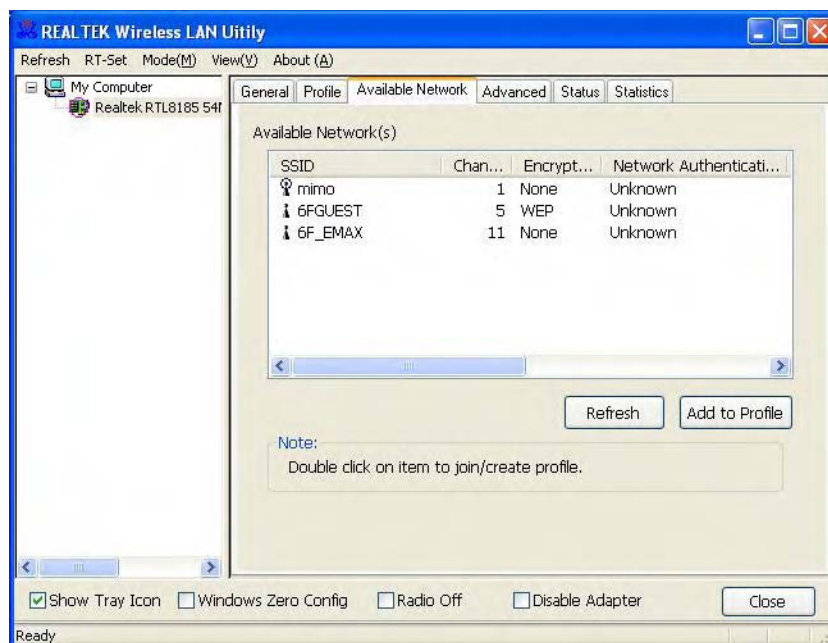 REALTEK Wireless LAN Uitily
Refresh RT-Set Mode(M) View(V) About (A)
My Computer
Realtek RTL8185 54M
General Profile Available Network Advanced Status Statistics
Available Network(s)
SSID Chan... Encrypt... Network Authenticati...
mimo 1 None Unknown
6FGUEST 5 WEP Unknown
6F_EMAX 11 None Unknown
Refresh Add to Profile
Note:
Double click on item to join/create profile.
Show Tray Icon Windows Zero Config Radio Off Disable Adapter Close
Ready